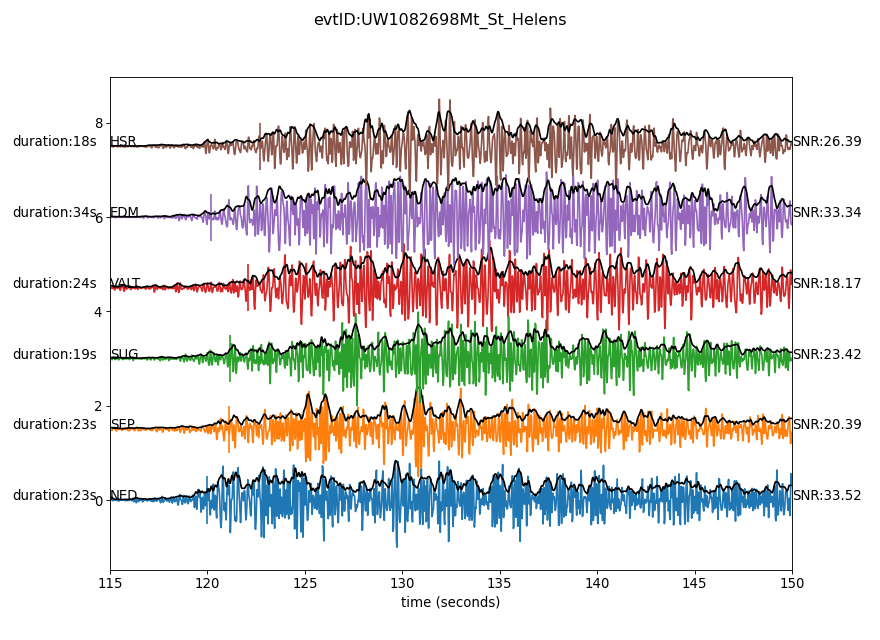 evtID:UW1082698Mt_St_Helens
8
duration:18s HSR SNR:26.39
duration:34s EDM SNR:33.34
6
duration:24s VALT SNR:18.17
4
duration:19s SUG SNR:23.42
2
duration:23s SEP SNR:20.39
duration:23s NED SNR:33.52
0
115 120 125 130 135 140 145 150
time (seconds)